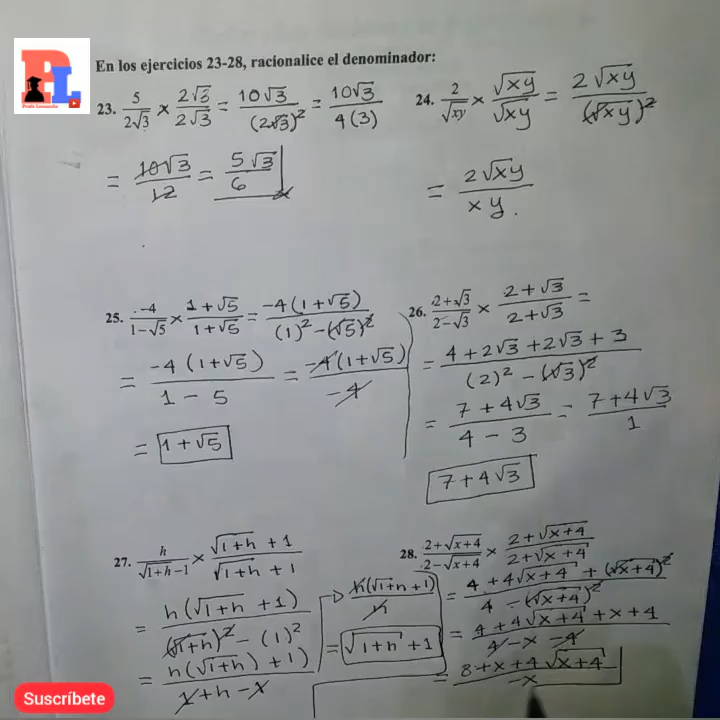 PL
En los ejercicios 23-28, racionalice el denominador:
23. 5/(2√3) × (2√3)/(2√3) = (10√3)/(2√3)² = (10√3)/(4(3))
= (10√3)/12 = (5√3)/6
24. 2/√xy × √xy/√xy = (2√xy)/(√xy)²
= (2√xy)/(xy).
25. -4/(1-√5) × (1+√5)/(1+√5) = (-4(1+√5))/((1)²-(√5)²)
= (-4(1+√5))/(1-5) = (-4(1+√5))/(-4)
= 1+√5
26. (2+√3)/(2-√3) × (2+√3)/(2+√3) =
= (4+2√3+2√3+3)/((2)²-(√3)²)
= (7+4√3)/(4-3) = (7+4√3)/1
7+4√3
27. h/(√1+h-1) × (√1+h+1)/(√1+h+1)
= (h(√1+h+1))/((√1+h)²-(1)²)
= (h(√1+h)+1)/(1+h-1)
→ (h(√1+h+1))/h
= √1+h+1
28. (2+√x+4)/(2-√x+4) × (2+√x+4)/(2+√x+4)
= (4+4√x+4+(√x+4)²)/(4-(√x+4)²)
= (4+4√x+4+x+4)/(4-x-4)
= (8+x+4√x+4)/(-x)
Suscríbete